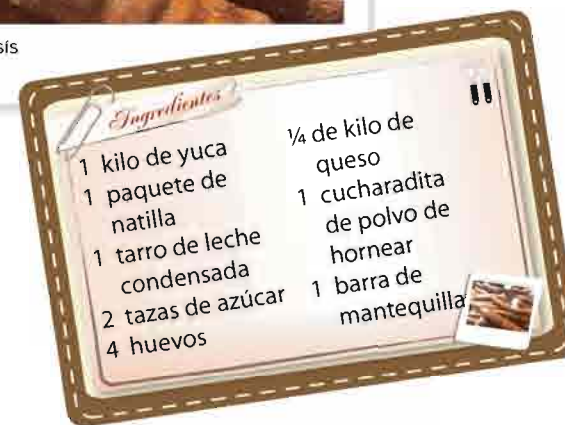 sís
Ingredientes
1 kilo de yuca
1 paquete de
natilla
1 tarro de leche
condensada
2 tazas de azúcar
4 huevos
¼ de kilo de
queso
1 cucharadita
de polvo de
hornear
1 barra de
mantequilla